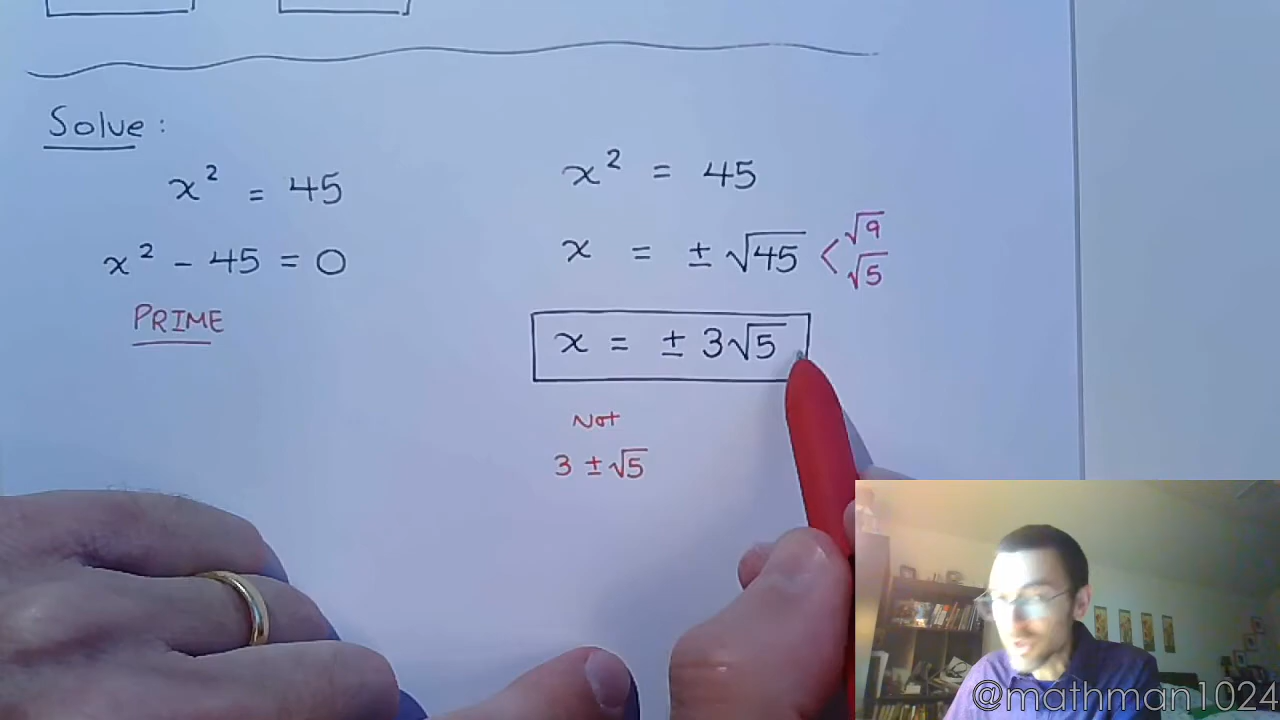 Solve:
x² = 45
x² - 45 = 0
PRIME
x² = 45
x = ± √45 < √9 √5
x = ± 3√5
Not
3 ± √5
@mathman1024